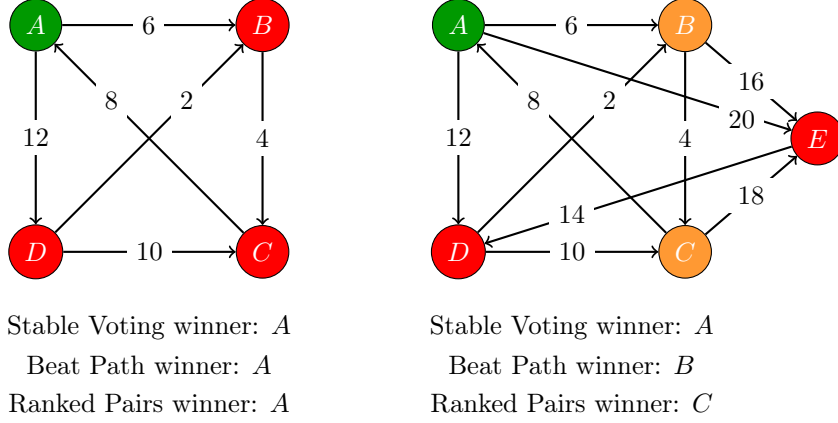 A 6 B
8 2
12 4
D 10 C
Stable Voting winner: A
Beat Path winner: A
Ranked Pairs winner: A
A 6 B
16
8 2 20
12 4 E
14 18
D 10 C
Stable Voting winner: A
Beat Path winner: B
Ranked Pairs winner: C